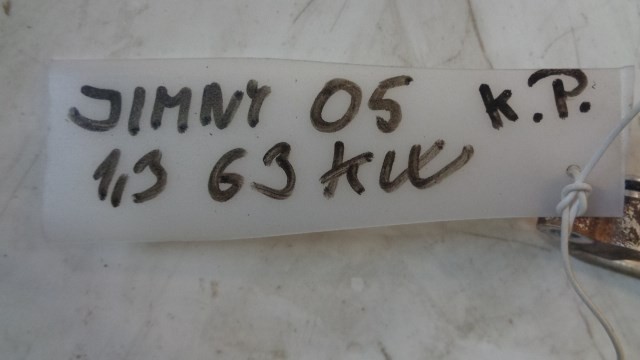 JIMNY 05 K.P.
1,3 63 KW